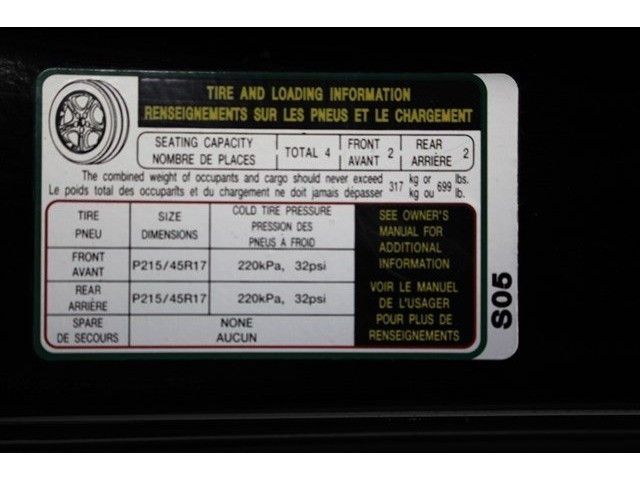 TIRE AND LOADING INFORMATION
RENSEIGNEMENTS SUR LES PNEUS ET LE CHARGEMENT
SEATING CAPACITY
NOMBRE DE PLACES
TOTAL 4
FRONT
AVANT 2
REAR
ARRIÈRE 2
The combined weight of occupants and cargo should never exceed 317 kg or 699 lbs.
Le poids total des occupants et du chargement ne doit jamais dépasser kg ou lb.
TIRE
PNEU
SIZE
DIMENSIONS
COLD TIRE PRESSURE
PRESSION DES
PNEUS À FROID
FRONT
AVANT
P215/45R17
220kPa, 32psi
REAR
ARRIÈRE
P215/45R17
220kPa, 32psi
SPARE
DE SECOURS
NONE
AUCUN
SEE OWNER'S
MANUAL FOR
ADDITIONAL
INFORMATION
VOIR LE MANUEL
DE L'USAGER
POUR PLUS DE
RENSEIGNEMENTS
S05